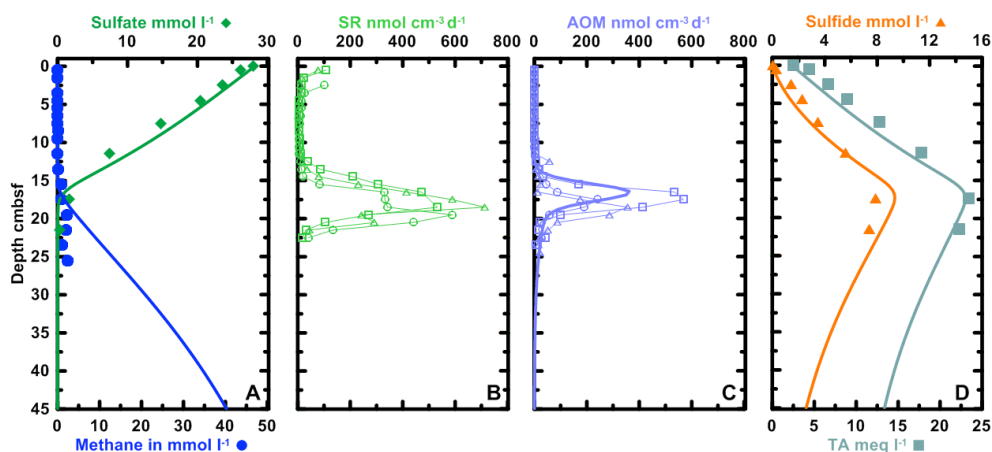 Sulfate mmol l⁻¹
SR nmol cm⁻³ d⁻¹
AOM nmol cm⁻³ d⁻¹
Sulfide mmol l⁻¹
0 10 20 30
0 200 400 600 800
0 200 400 600 800
0 4 8 12 16
Depth cmbsf
0
5
10
15
20
25
30
35
40
45
A
B
C
D
0 10 20 30 40 50
0 5 10 15 20 25
Methane in mmol l⁻¹
TA meq l⁻¹